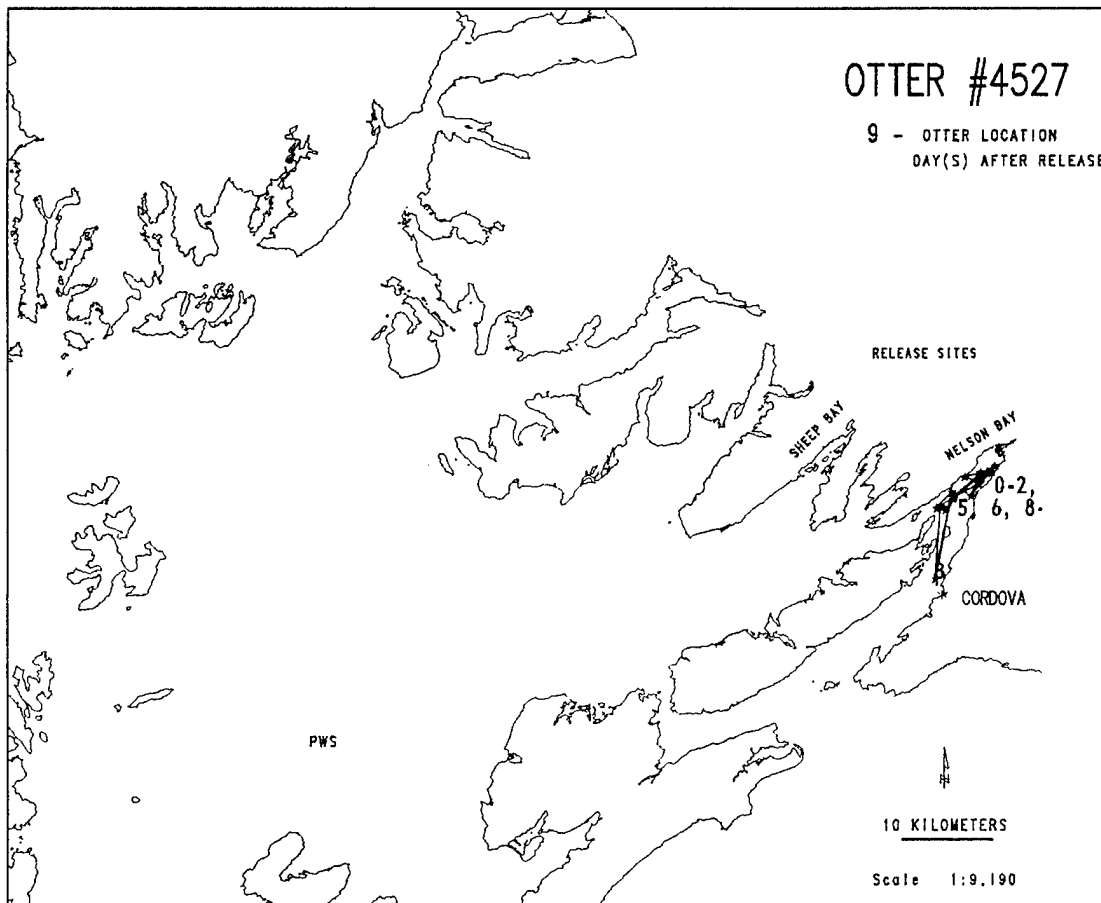 OTTER #4527
9 - OTTER LOCATION
DAY(S) AFTER RELEASE
RELEASE SITES
SHEEP BAY
NELSON BAY
0-2,
5, 6, 8-
3
CORDOVA
PWS
10 KILOMETERS
Scale 1:9,190